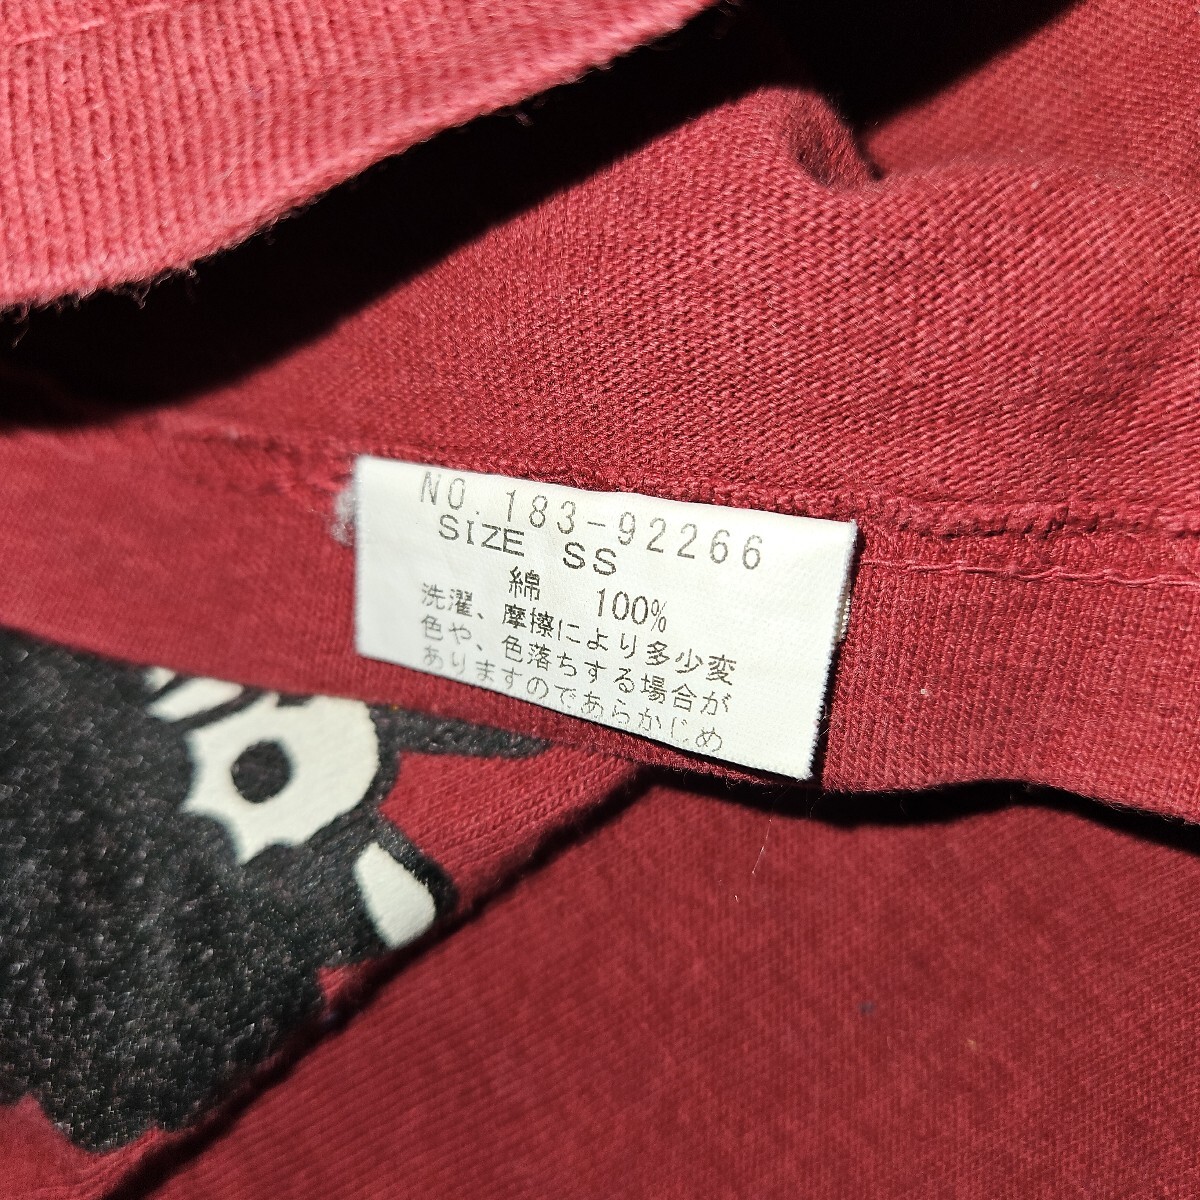 NO. 183-92266
SIZE SS
綿 100%
洗濯、摩擦により多少変
色や、色落ちする場合が
ありますのであらかじめ